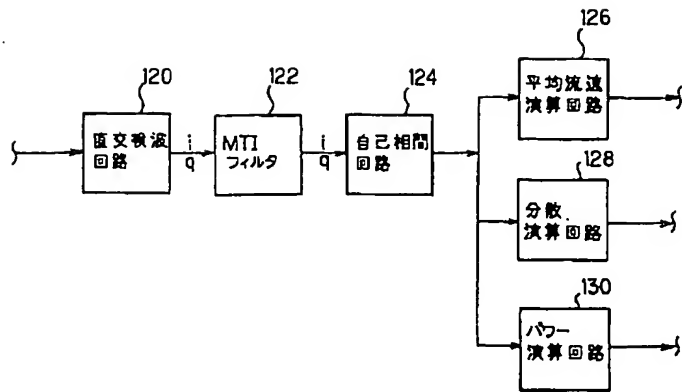 120
直交検波
回路
i
q
122
MTI
フィルタ
i
q
124
自己相関
回路
126
平均流速
演算回路
128
分散
演算回路
130
パワー
演算回路